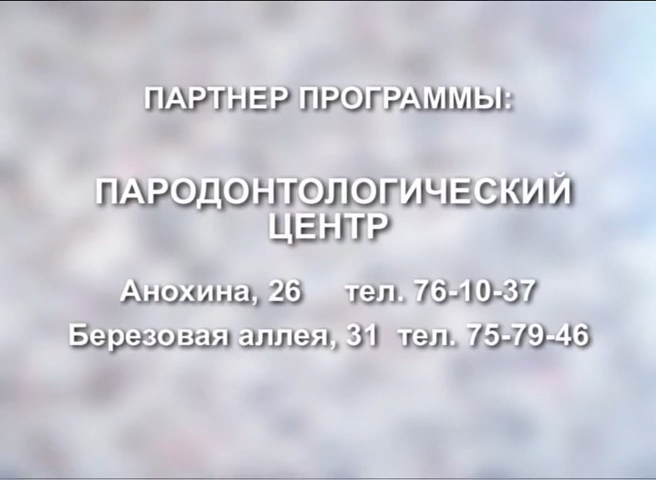 ПАРТНЕР ПРОГРАММЫ:
ПАРОДОНТОЛОГИЧЕСКИЙ
ЦЕНТР
Анохина, 26 тел. 76-10-37
Березовая аллея, 31 тел. 75-79-46